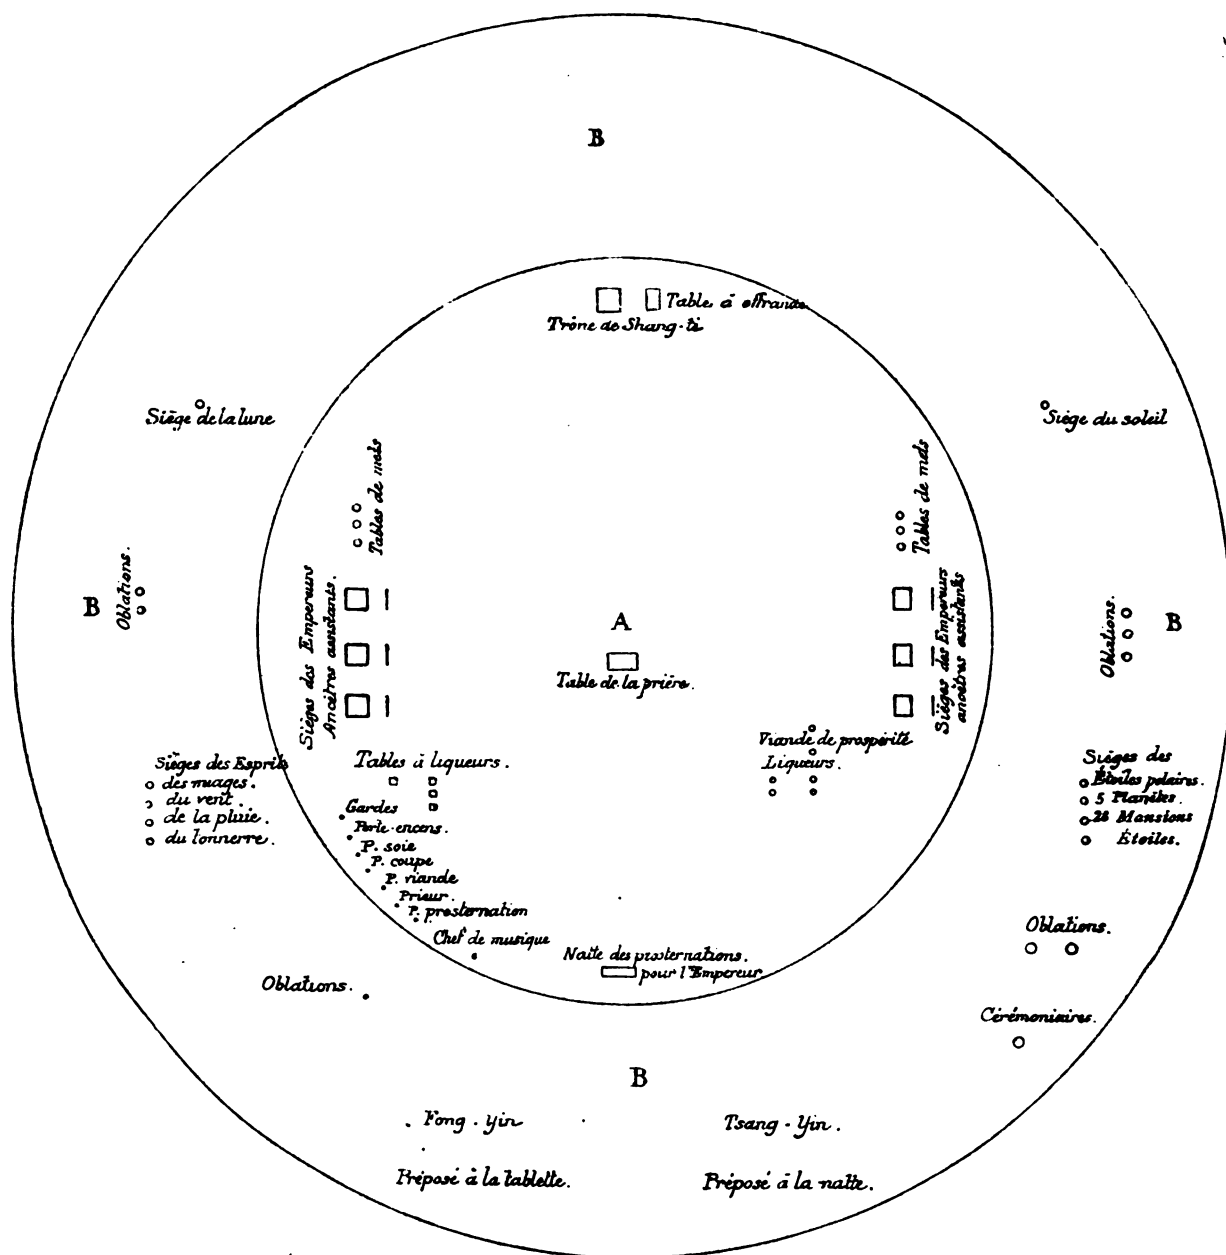 B
Table à offrande
Trône de Shang-ti
Siège de la lune
Siège du soleil
Tables de mets
Tables de mets
Oblations.
B
Sièges des Empereurs
Ancêtres assistants.
A
Table de la prière.
Sièges des Empereurs
ancêtres assistants
Oblations.
B
Viande de prospérité
Liqueurs.
Sièges des Esprits
des nuages.
du vent.
de la pluie.
du tonnerre.
Tables à liqueurs.
Gardes
Porte-encens.
P. soie
P. coupe
P. viande
Prieur.
P. prosternation
Chef de musique
Sièges des
Étoiles polaires.
5 Planètes.
28 Mansions
Étoiles.
Natte des prosternations.
pour l'Empereur
Oblations.
Oblations.
Cérémoniaires.
B
Fong-yin
Tsang-Yin.
Préposé à la tablette.
Préposé à la natte.